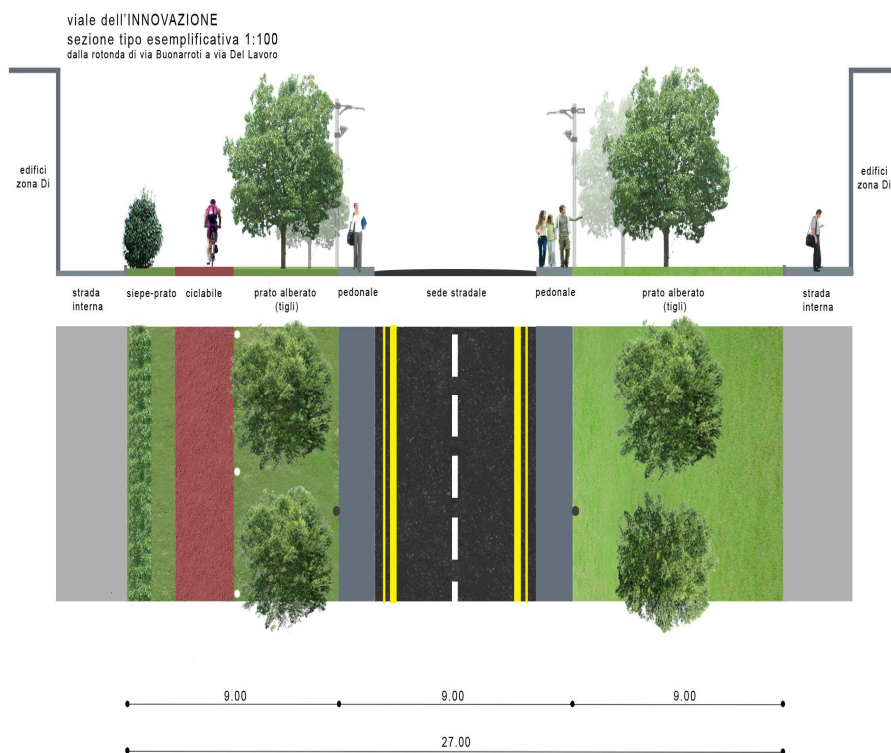 viale dell'INNOVAZIONE
sezione tipo esemplificativa 1:100
dalla rotonda di via Buonarroti a via Del Lavoro
edifici
zona Di
edifici
zona Di
strada
interna
siepe-prato
ciclabile
prato alberato
(tigli)
pedonale
sede stradale
pedonale
prato alberato
(tigli)
strada
interna
9.00
9.00
9.00
27.00